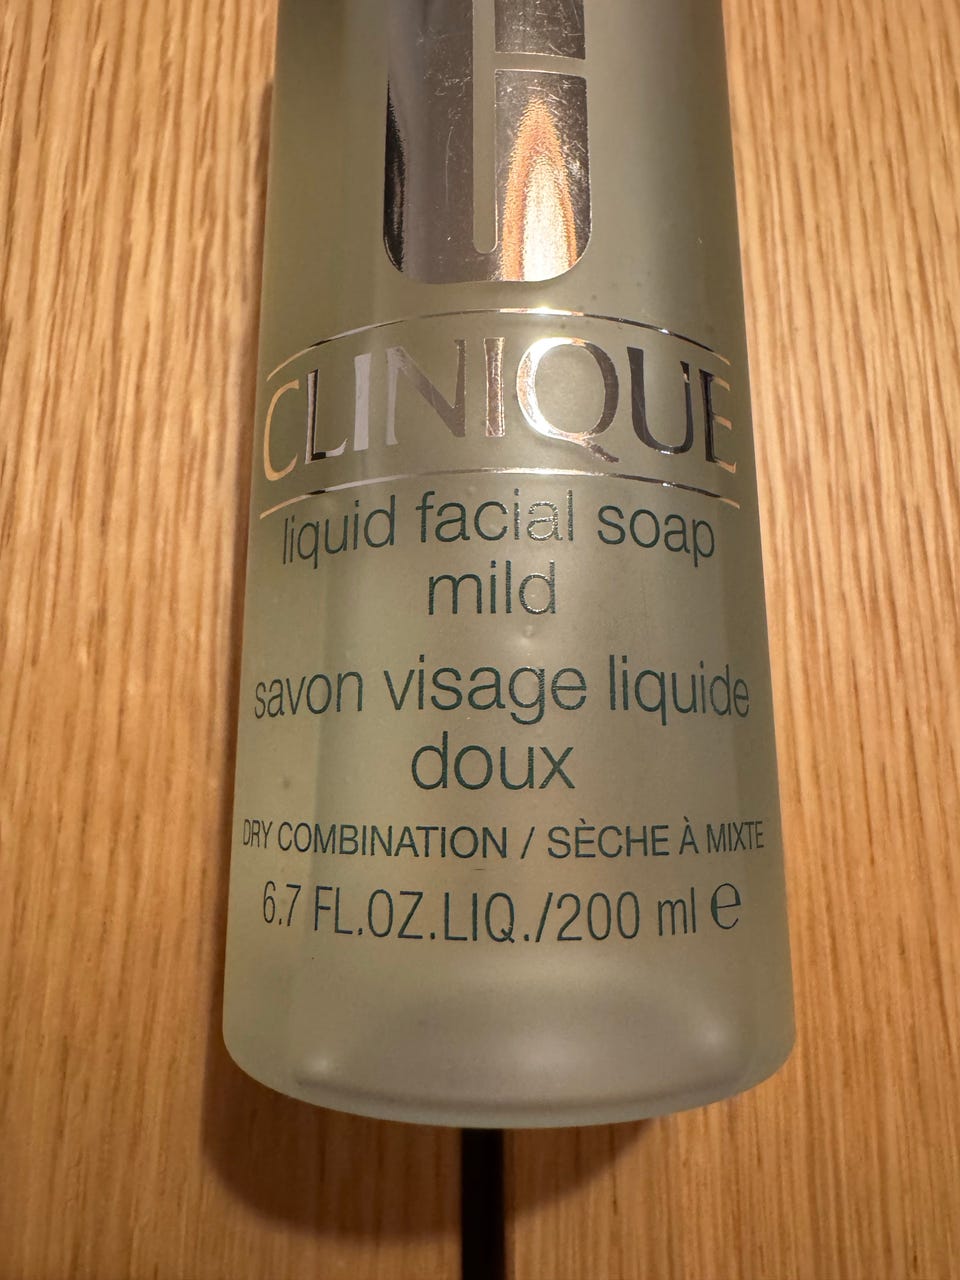 CLINIQUE
liquid facial soap
mild
savon visage liquide
doux
DRY COMBINATION / SÈCHE À MIXTE
6.7 FL.OZ.LIQ./200 ml ℮